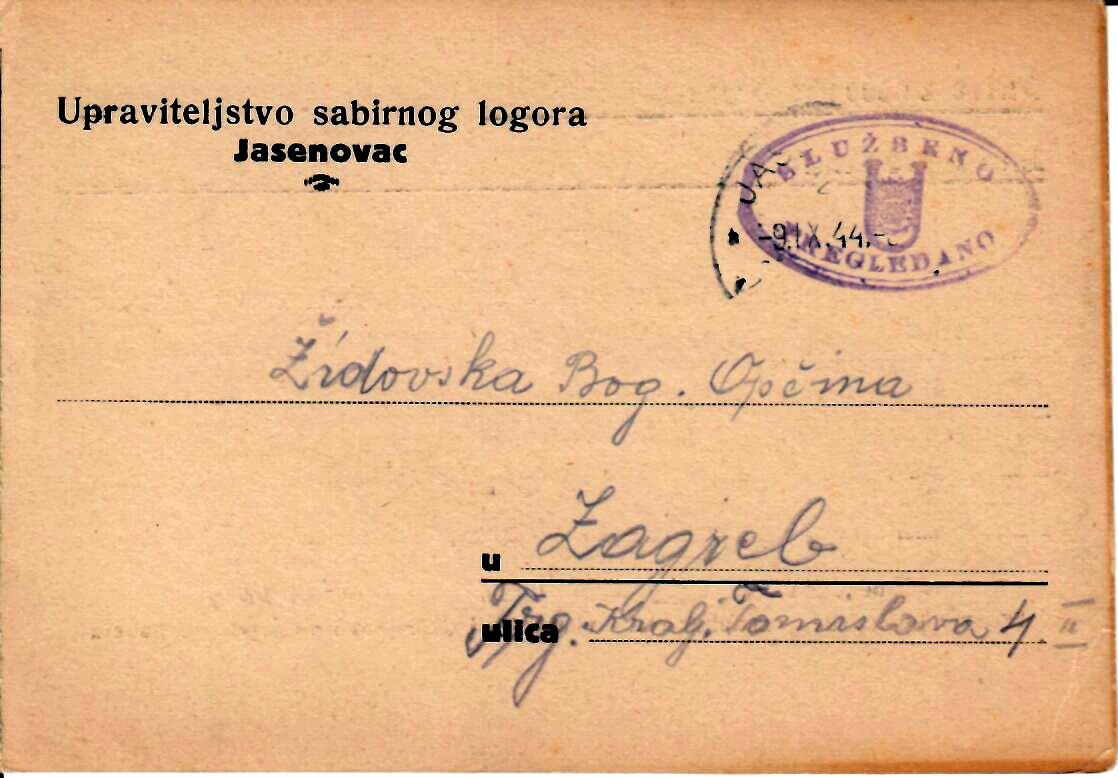 Upraviteljstvo sabirnog logora
Jasenovac
SLUŽBENO
PREGLEDANO
JAS
-9.IX.44.-
Židovska Bog. Općina
u Zagreb
ulica Trg. Kralj. Tomislava 4 II